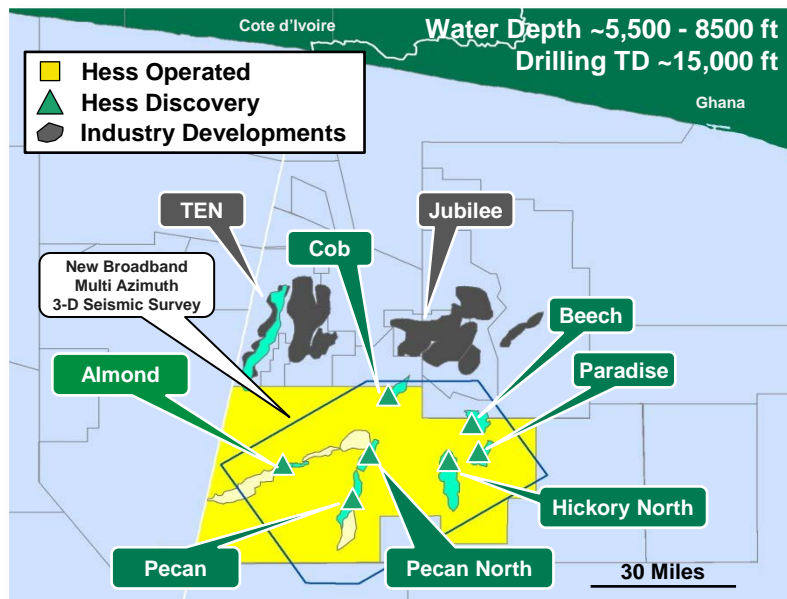 Cote d'Ivoire
Water Depth ~5,500 - 8500 ft
Drilling TD ~15,000 ft
Hess Operated
Hess Discovery
Industry Developments
Ghana
TEN
Jubilee
Cob
New Broadband
Multi Azimuth
3-D Seismic Survey
Beech
Almond
Paradise
Hickory North
Pecan
Pecan North
30 Miles